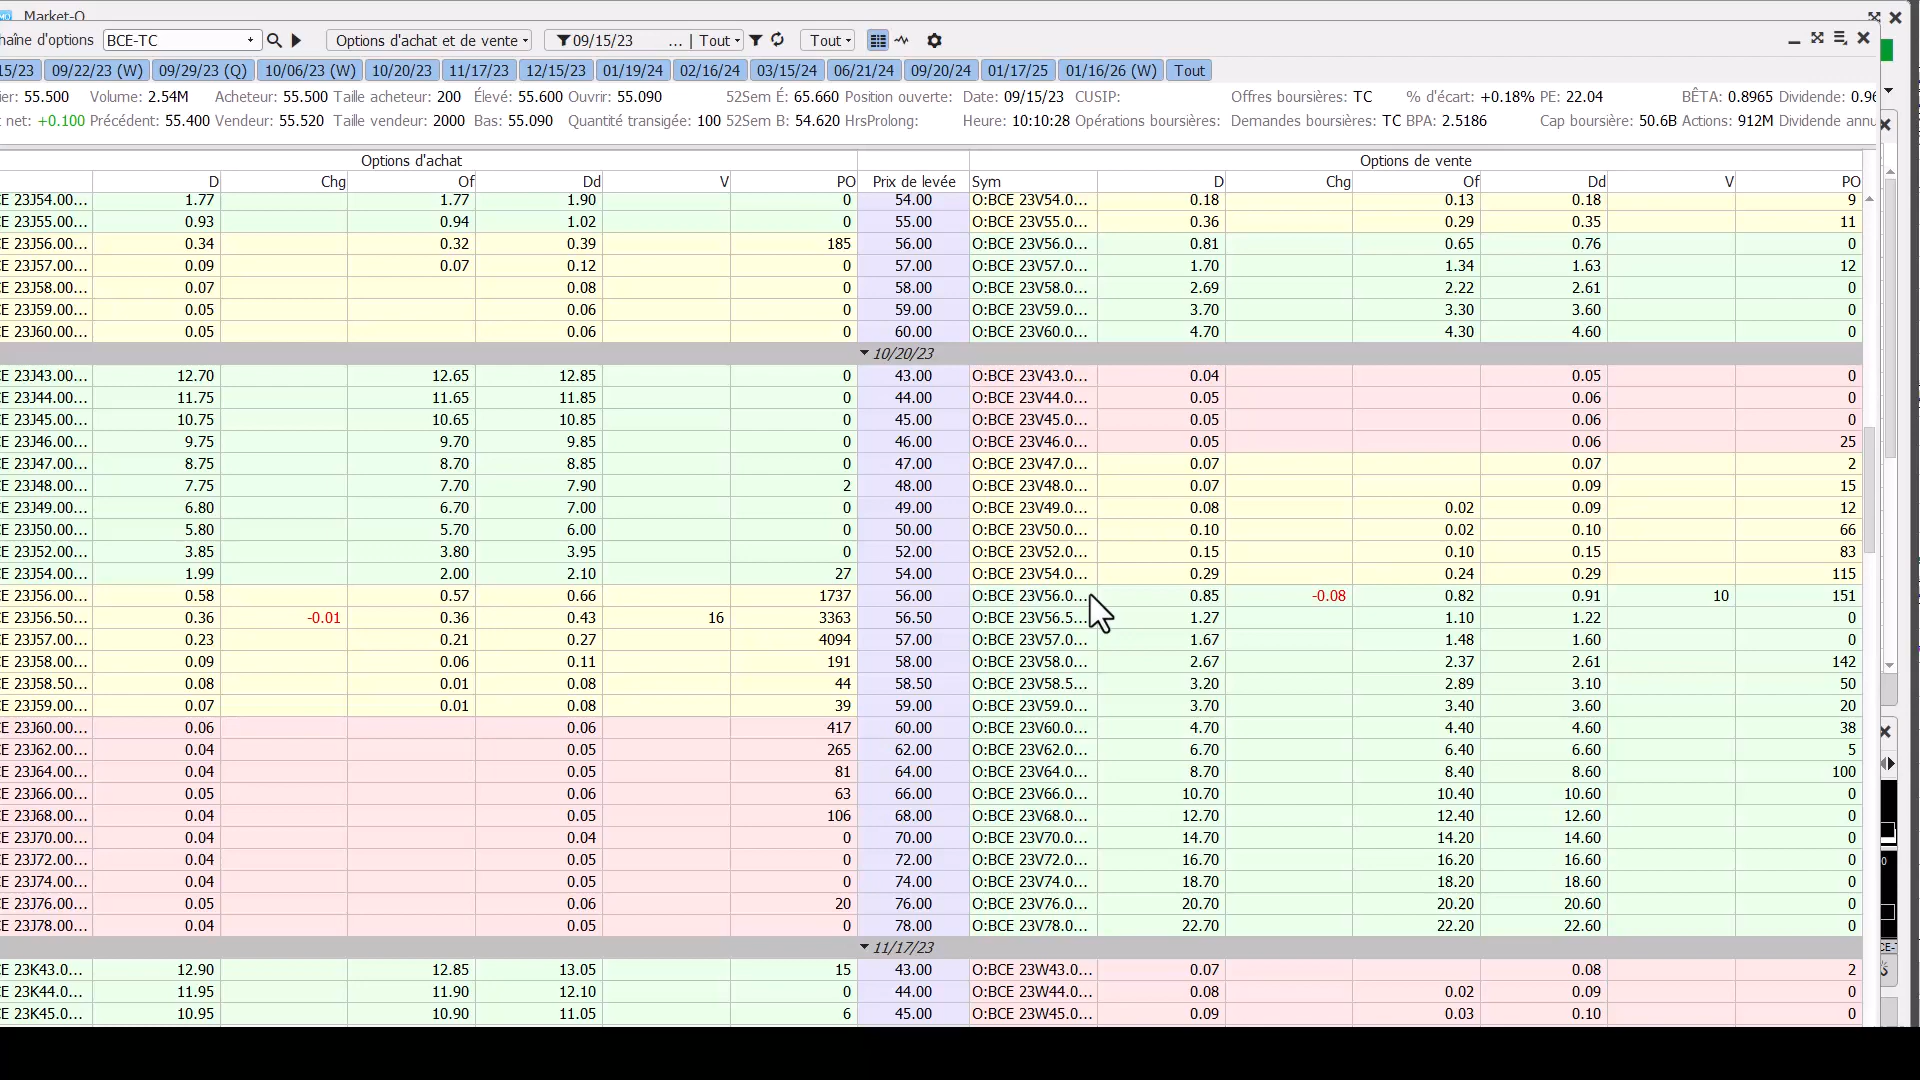 Market-Q
haîne d'options BCE-TC Options d'achat et de vente 09/15/23 ... | Tout Tout
15/23 09/22/23 (W) 09/29/23 (Q) 10/06/23 (W) 10/20/23 11/17/23 12/15/23 01/19/24 02/16/24 03/15/24 06/21/24 09/20/24 01/17/25 01/16/26 (W) Tout
ier: 55.500 Volume: 2.54M Acheteur: 55.500 Taille acheteur: 200 Élevé: 55.600 Ouvrir: 55.090 52Sem É: 65.660 Position ouverte: Date: 09/15/23 CUSIP: Offres boursières: TC % d'écart: +0.18% PE: 22.04 BÊTA: 0.8965 Dividende: 0.96
net: +0.100 Précédent: 55.400 Vendeur: 55.520 Taille vendeur: 2000 Bas: 55.090 Quantité transigée: 100 52Sem B: 54.620 HrsProlong: Heure: 10:10:28 Opérations boursières: Demandes boursières: TC BPA: 2.5186 Cap boursière: 50.6B Actions: 912M Dividende annu
Options d'achat Options de vente
D Chg Of Dd V PO Prix de levée Sym D Chg Of Dd V PO
CE 23J54.00... 1.77 1.77 1.90 0 54.00 O:BCE 23V54.0... 0.18 0.13 0.18 9
CE 23J55.00... 0.93 0.94 1.02 0 55.00 O:BCE 23V55.0... 0.36 0.29 0.35 11
CE 23J56.00... 0.34 0.32 0.39 185 56.00 O:BCE 23V56.0... 0.81 0.65 0.76 0
CE 23J57.00... 0.09 0.07 0.12 0 57.00 O:BCE 23V57.0... 1.70 1.34 1.63 12
CE 23J58.00... 0.07 0.08 0 58.00 O:BCE 23V58.0... 2.69 2.22 2.61 0
CE 23J59.00... 0.05 0.06 0 59.00 O:BCE 23V59.0... 3.70 3.30 3.60 0
CE 23J60.00... 0.05 0.06 0 60.00 O:BCE 23V60.0... 4.70 4.30 4.60 0
10/20/23
CE 23J43.00... 12.70 12.65 12.85 0 43.00 O:BCE 23V43.0... 0.04 0.05 0
CE 23J44.00... 11.75 11.65 11.85 0 44.00 O:BCE 23V44.0... 0.05 0.06 0
CE 23J45.00... 10.75 10.65 10.85 0 45.00 O:BCE 23V45.0... 0.05 0.06 0
CE 23J46.00... 9.75 9.70 9.85 0 46.00 O:BCE 23V46.0... 0.05 0.06 25
CE 23J47.00... 8.75 8.70 8.85 0 47.00 O:BCE 23V47.0... 0.07 0.07 2
CE 23J48.00... 7.75 7.70 7.90 2 48.00 O:BCE 23V48.0... 0.07 0.09 15
CE 23J49.00... 6.80 6.70 7.00 0 49.00 O:BCE 23V49.0... 0.08 0.02 0.09 12
CE 23J50.00... 5.80 5.70 6.00 0 50.00 O:BCE 23V50.0... 0.10 0.02 0.10 66
CE 23J52.00... 3.85 3.80 3.95 0 52.00 O:BCE 23V52.0... 0.15 0.10 0.15 83
CE 23J54.00... 1.99 2.00 2.10 27 54.00 O:BCE 23V54.0... 0.29 0.24 0.29 115
CE 23J56.00... 0.58 0.57 0.66 1737 56.00 O:BCE 23V56.0... 0.85 -0.08 0.82 0.91 10 151
CE 23J56.50... 0.36 -0.01 0.36 0.43 16 3363 56.50 O:BCE 23V56.5... 1.27 1.10 1.22 0
CE 23J57.00... 0.23 0.21 0.27 4094 57.00 O:BCE 23V57.0... 1.67 1.48 1.60 0
CE 23J58.00... 0.09 0.06 0.11 191 58.00 O:BCE 23V58.0... 2.67 2.37 2.61 142
CE 23J58.50... 0.08 0.01 0.08 44 58.50 O:BCE 23V58.5... 3.20 2.89 3.10 50
CE 23J59.00... 0.07 0.01 0.08 39 59.00 O:BCE 23V59.0... 3.70 3.40 3.60 20
CE 23J60.00... 0.06 0.06 417 60.00 O:BCE 23V60.0... 4.70 4.40 4.60 38
CE 23J62.00... 0.04 0.05 265 62.00 O:BCE 23V62.0... 6.70 6.40 6.60 5
CE 23J64.00... 0.04 0.05 81 64.00 O:BCE 23V64.0... 8.70 8.40 8.60 100
CE 23J66.00... 0.05 0.06 63 66.00 O:BCE 23V66.0... 10.70 10.40 10.60 0
CE 23J68.00... 0.04 0.05 106 68.00 O:BCE 23V68.0... 12.70 12.40 12.60 0
CE 23J70.00... 0.04 0.04 0 70.00 O:BCE 23V70.0... 14.70 14.20 14.60 0
CE 23J72.00... 0.04 0.05 0 72.00 O:BCE 23V72.0... 16.70 16.20 16.60 0
CE 23J74.00... 0.04 0.05 0 74.00 O:BCE 23V74.0... 18.70 18.20 18.60 0
CE 23J76.00... 0.05 0.06 20 76.00 O:BCE 23V76.0... 20.70 20.20 20.60 0
CE 23J78.00... 0.04 0.05 0 78.00 O:BCE 23V78.0... 22.70 22.20 22.60 0
11/17/23
CE 23K43.0... 12.90 12.85 13.05 15 43.00 O:BCE 23W43.0... 0.07 0.08 2
CE 23K44.0... 11.95 11.90 12.10 0 44.00 O:BCE 23W44.0... 0.08 0.02 0.09 0
CE 23K45.0... 10.95 10.90 11.05 6 45.00 O:BCE 23W45.0... 0.09 0.03 0.10 0